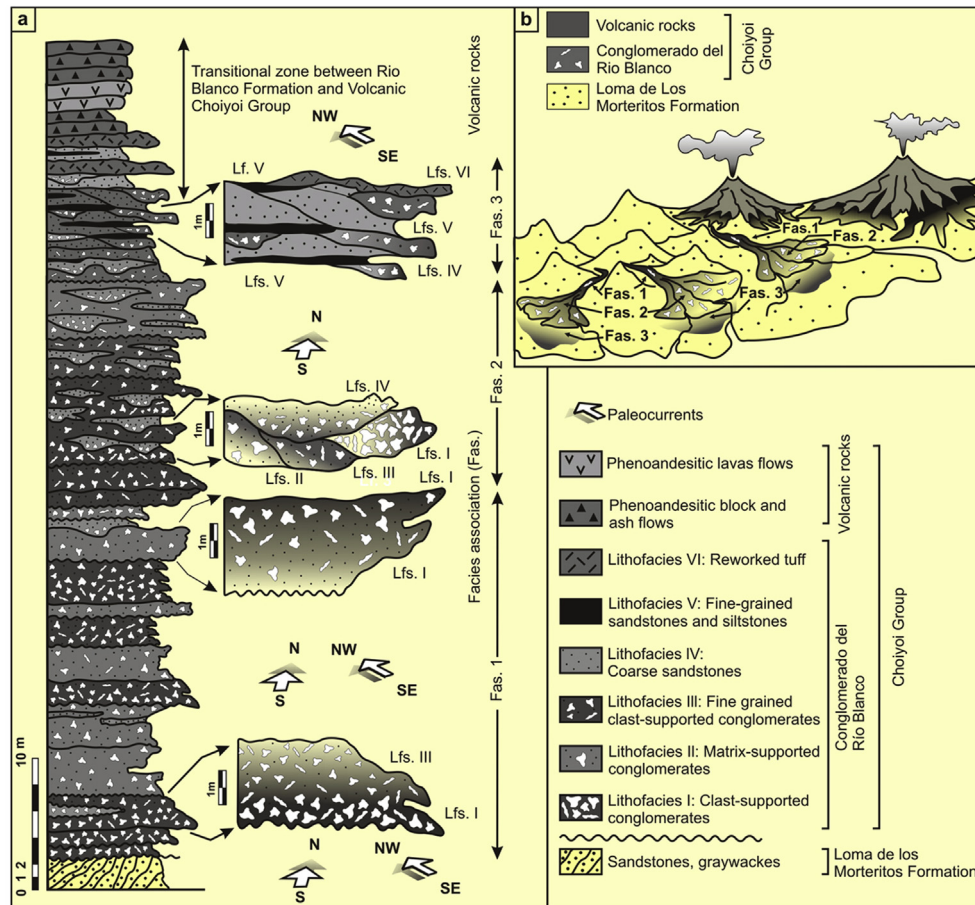 a
Transitional zone between Rio
Blanco Formation and Volcanic
Choiyoi Group
Volcanic rocks
NW
SE
Lf. V
Lfs. VI
1m
Lfs. V
Lfs. V
Lfs. IV
Fas. 3
N
S
Lfs. IV
1m
Lfs. I
Lfs. II
Lfs. III
Fas. 2
Lfs. I
1m
Lfs. I
Facies association (Fas.)
N
S
NW
SE
Fas. 1
Lfs. III
1m
Lfs. I
N
S
NW
SE
10 m
0 1 2
b
Volcanic rocks
Conglomerado del
Rio Blanco
Choiyoi
Group
Loma de Los
Morteritos Formation
Fas.1
Fas. 2
Fas. 1
Fas. 3
Fas. 2
Fas. 3
Paleocurrents
Phenoandesitic lavas flows
Phenoandesitic block and
ash flows
Volcanic rocks
Lithofacies VI: Reworked tuff
Lithofacies V: Fine-grained
sandstones and siltstones
Lithofacies IV:
Coarse sandstones
Lithofacies III: Fine grained
clast-supported conglomerates
Lithofacies II: Matrix-supported
conglomerates
Lithofacies I: Clast-supported
conglomerates
Conglomerado del
Río Blanco
Choiyoi Group
Sandstones, graywackes
Loma de los
Morteritos Formation